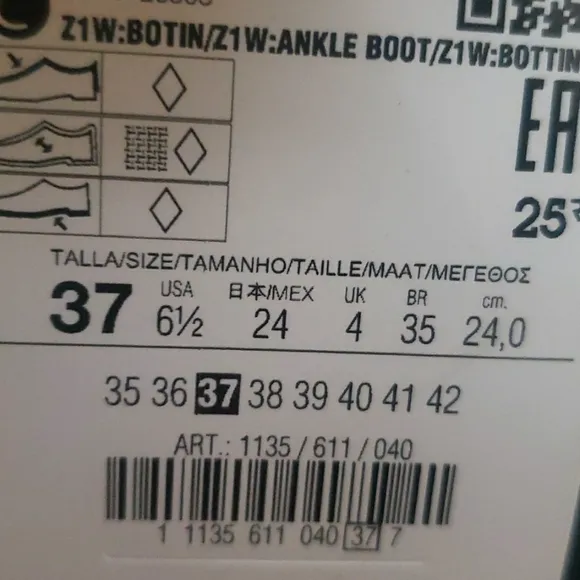 Z1W:BOTIN/Z1W:ANKLE BOOT/Z1W:BOTTIN
25
TALLA/SIZE/TAMANHO/TAILLE/MAAT/ΜΕΓΕΘΟΣ
USA 日本/MEX UK BR cm.
37 6½ 24 4 35 24,0
35 36 37 38 39 40 41 42
ART.: 1135/611/040
1 1135 611 040 37 7